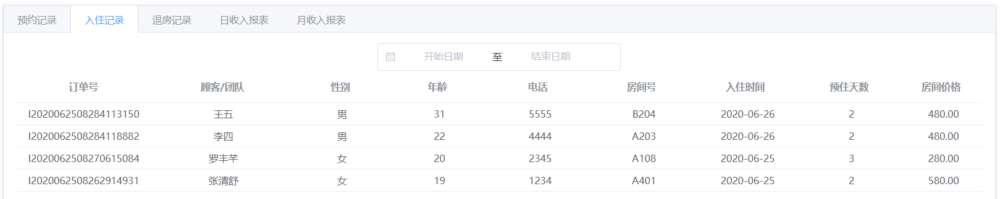 预约记录 入住记录 退房记录 日收入报表 月收入报表
开始日期 至 结束日期
订单号 顾客/团队 性别 年龄 电话 房间号 入住时间 预住天数 房间价格
I2020062508284113150 王五 男 31 5555 B204 2020-06-26 2 480.00
I2020062508284118882 李四 男 22 4444 A203 2020-06-26 2 480.00
I2020062508270615084 罗丰芊 女 20 2345 A108 2020-06-25 3 280.00
I2020062508262914931 张清舒 女 19 1234 A401 2020-06-25 2 580.00